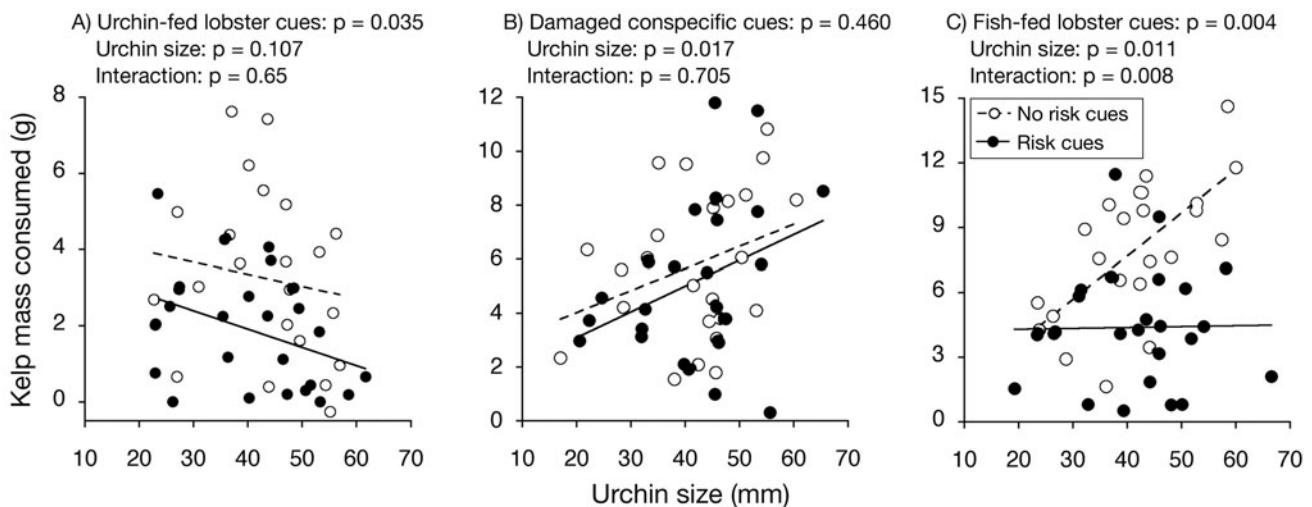 A) Urchin-fed lobster cues: p = 0.035
Urchin size: p = 0.107
Interaction: p = 0.65
B) Damaged conspecific cues: p = 0.460
Urchin size: p = 0.017
Interaction: p = 0.705
C) Fish-fed lobster cues: p = 0.004
Urchin size: p = 0.011
Interaction: p = 0.008
Kelp mass consumed (g)
8
6
4
2
0
10 20 30 40 50 60 70
12
10
8
6
4
2
0
10 20 30 40 50 60 70
15
12
9
6
3
0
No risk cues
Risk cues
10 20 30 40 50 60 70
Urchin size (mm)